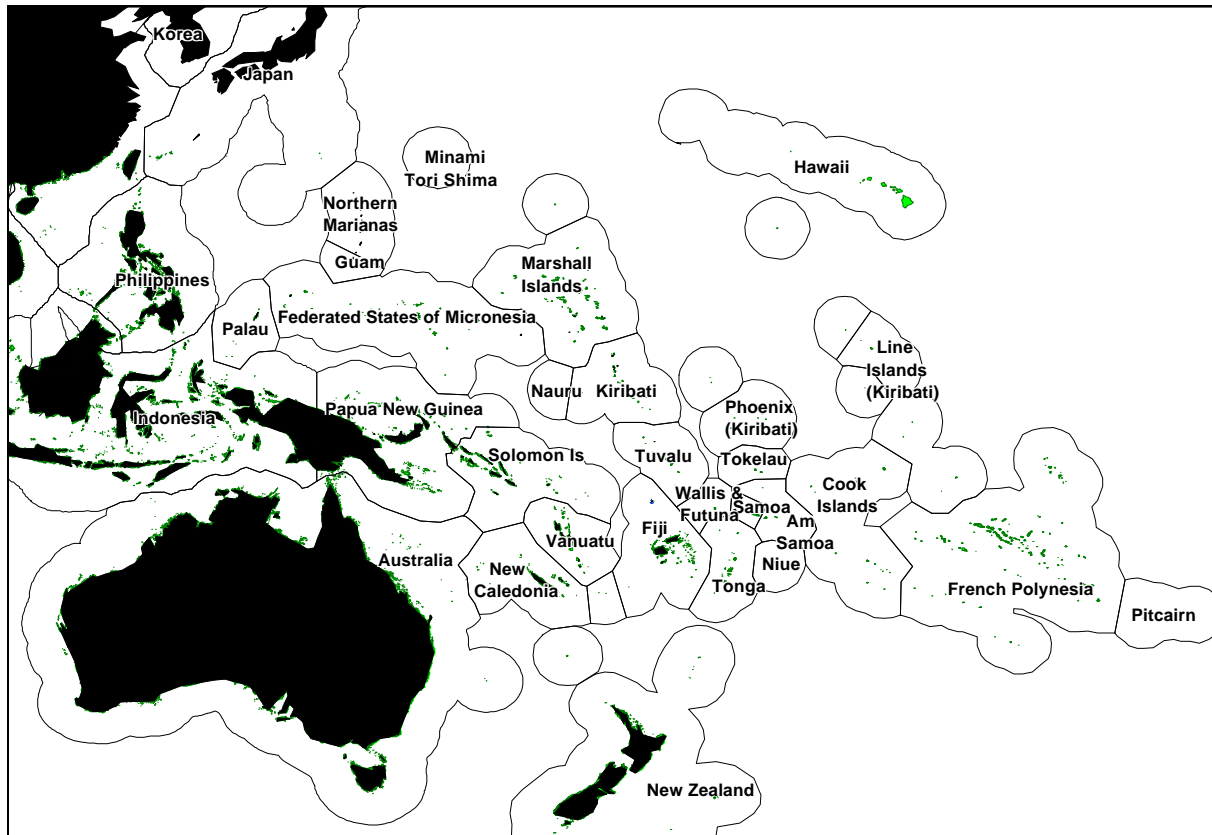 Korea
Japan
Minami
Tori Shima
Hawaii
Northern
Marianas
Guam
Marshall
Islands
Philippines
Palau
Federated States of Micronesia
Line
Islands
(Kiribati)
Nauru
Kiribati
Phoenix
(Kiribati)
Indonesia
Papua New Guinea
Solomon Is
Tuvalu
Tokelau
Cook
Islands
Wallis &
Futuna
Samoa
Am
Samoa
Fiji
Vanuatu
Australia
New
Caledonia
Niue
Tonga
French Polynesia
Pitcairn
New Zealand